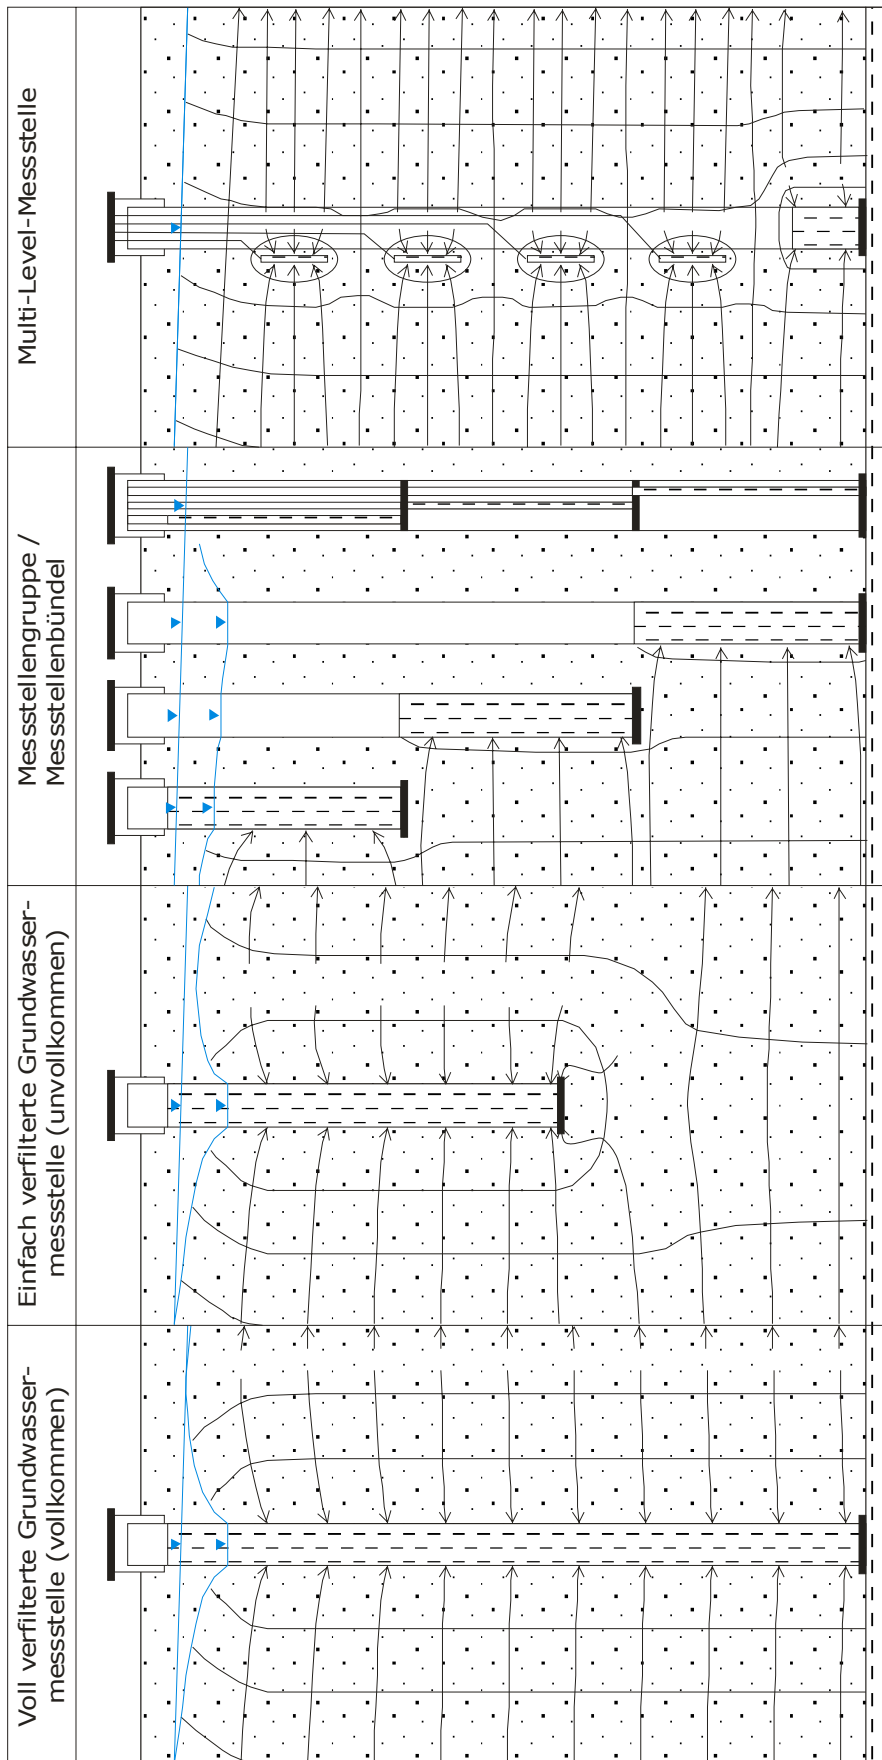 Voll verfilterte Grundwasser-
messstelle (vollkommen)
Einfach verfilterte Grundwasser-
messstelle (unvollkommen)
Messstellengruppe /
Messstellenbündel
Multi-Level-Messstelle